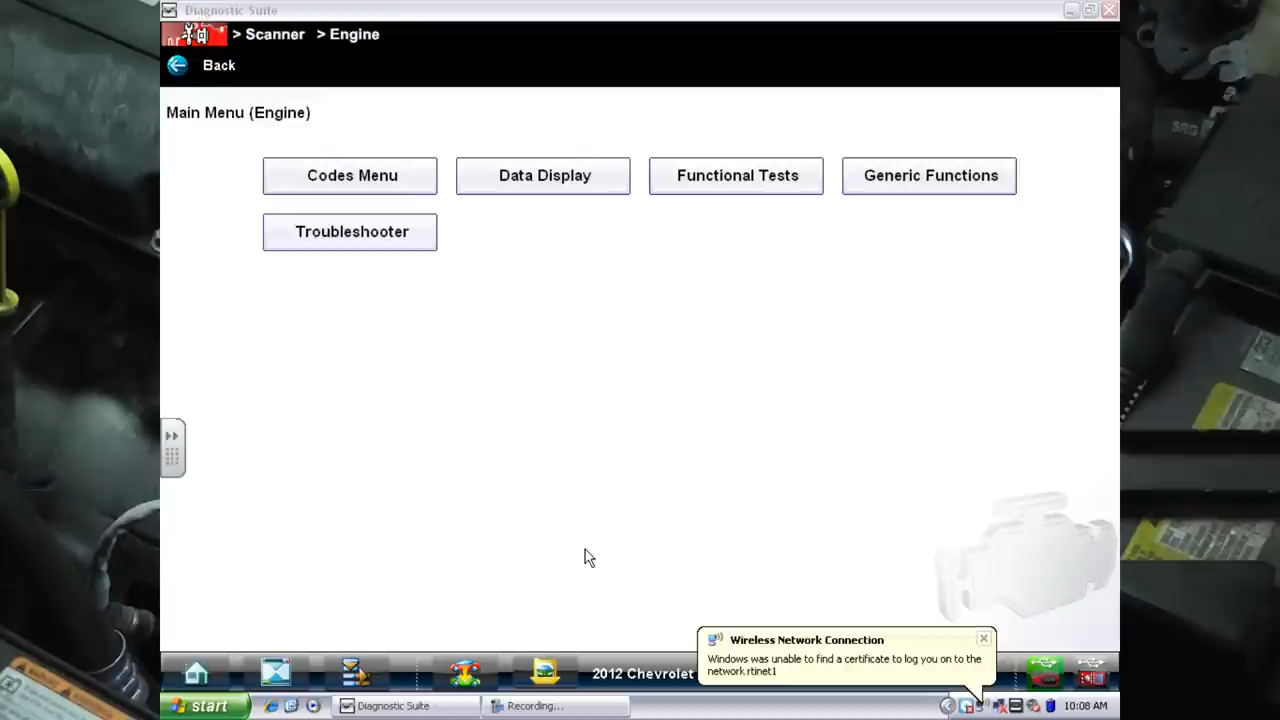 Diagnostic Suite
> Scanner > Engine
Back
Main Menu (Engine)
Codes Menu
Data Display
Functional Tests
Generic Functions
Troubleshooter
Wireless Network Connection
Windows was unable to find a certificate to log you on to the
network rtinet1
2012 Chevrolet
start
Diagnostic Suite
Recording...
10:08 AM